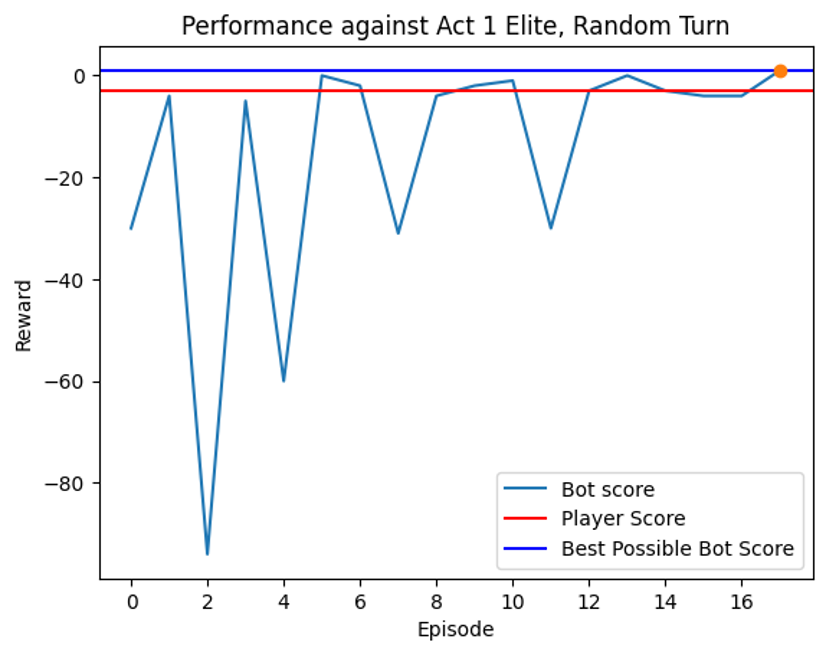 Performance against Act 1 Elite, Random Turn
0
−20
−40
−60
−80
Reward
Bot score
Player Score
Best Possible Bot Score
0 2 4 6 8 10 12 14 16
Episode